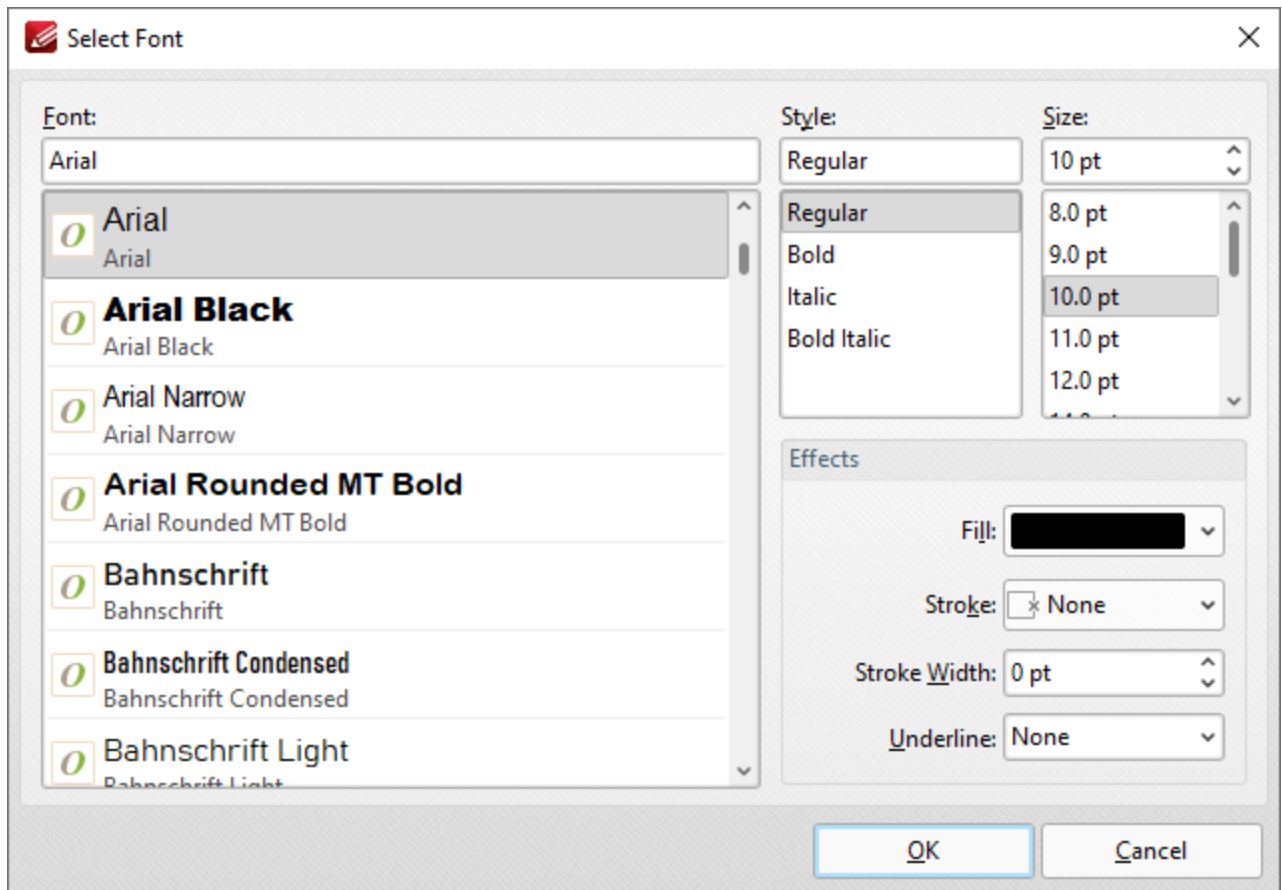 Select Font
Font:
Arial
Arial
Arial
Arial Black
Arial Black
Arial Narrow
Arial Narrow
Arial Rounded MT Bold
Arial Rounded MT Bold
Bahnschrift
Bahnschrift
Bahnschrift Condensed
Bahnschrift Condensed
Bahnschrift Light
Bahnschrift Light
Style:
Regular
Regular
Bold
Italic
Bold Italic
Size:
10 pt
8.0 pt
9.0 pt
10.0 pt
11.0 pt
12.0 pt
Effects
Fill:
Stroke: None
Stroke Width: 0 pt
Underline: None
OK
Cancel